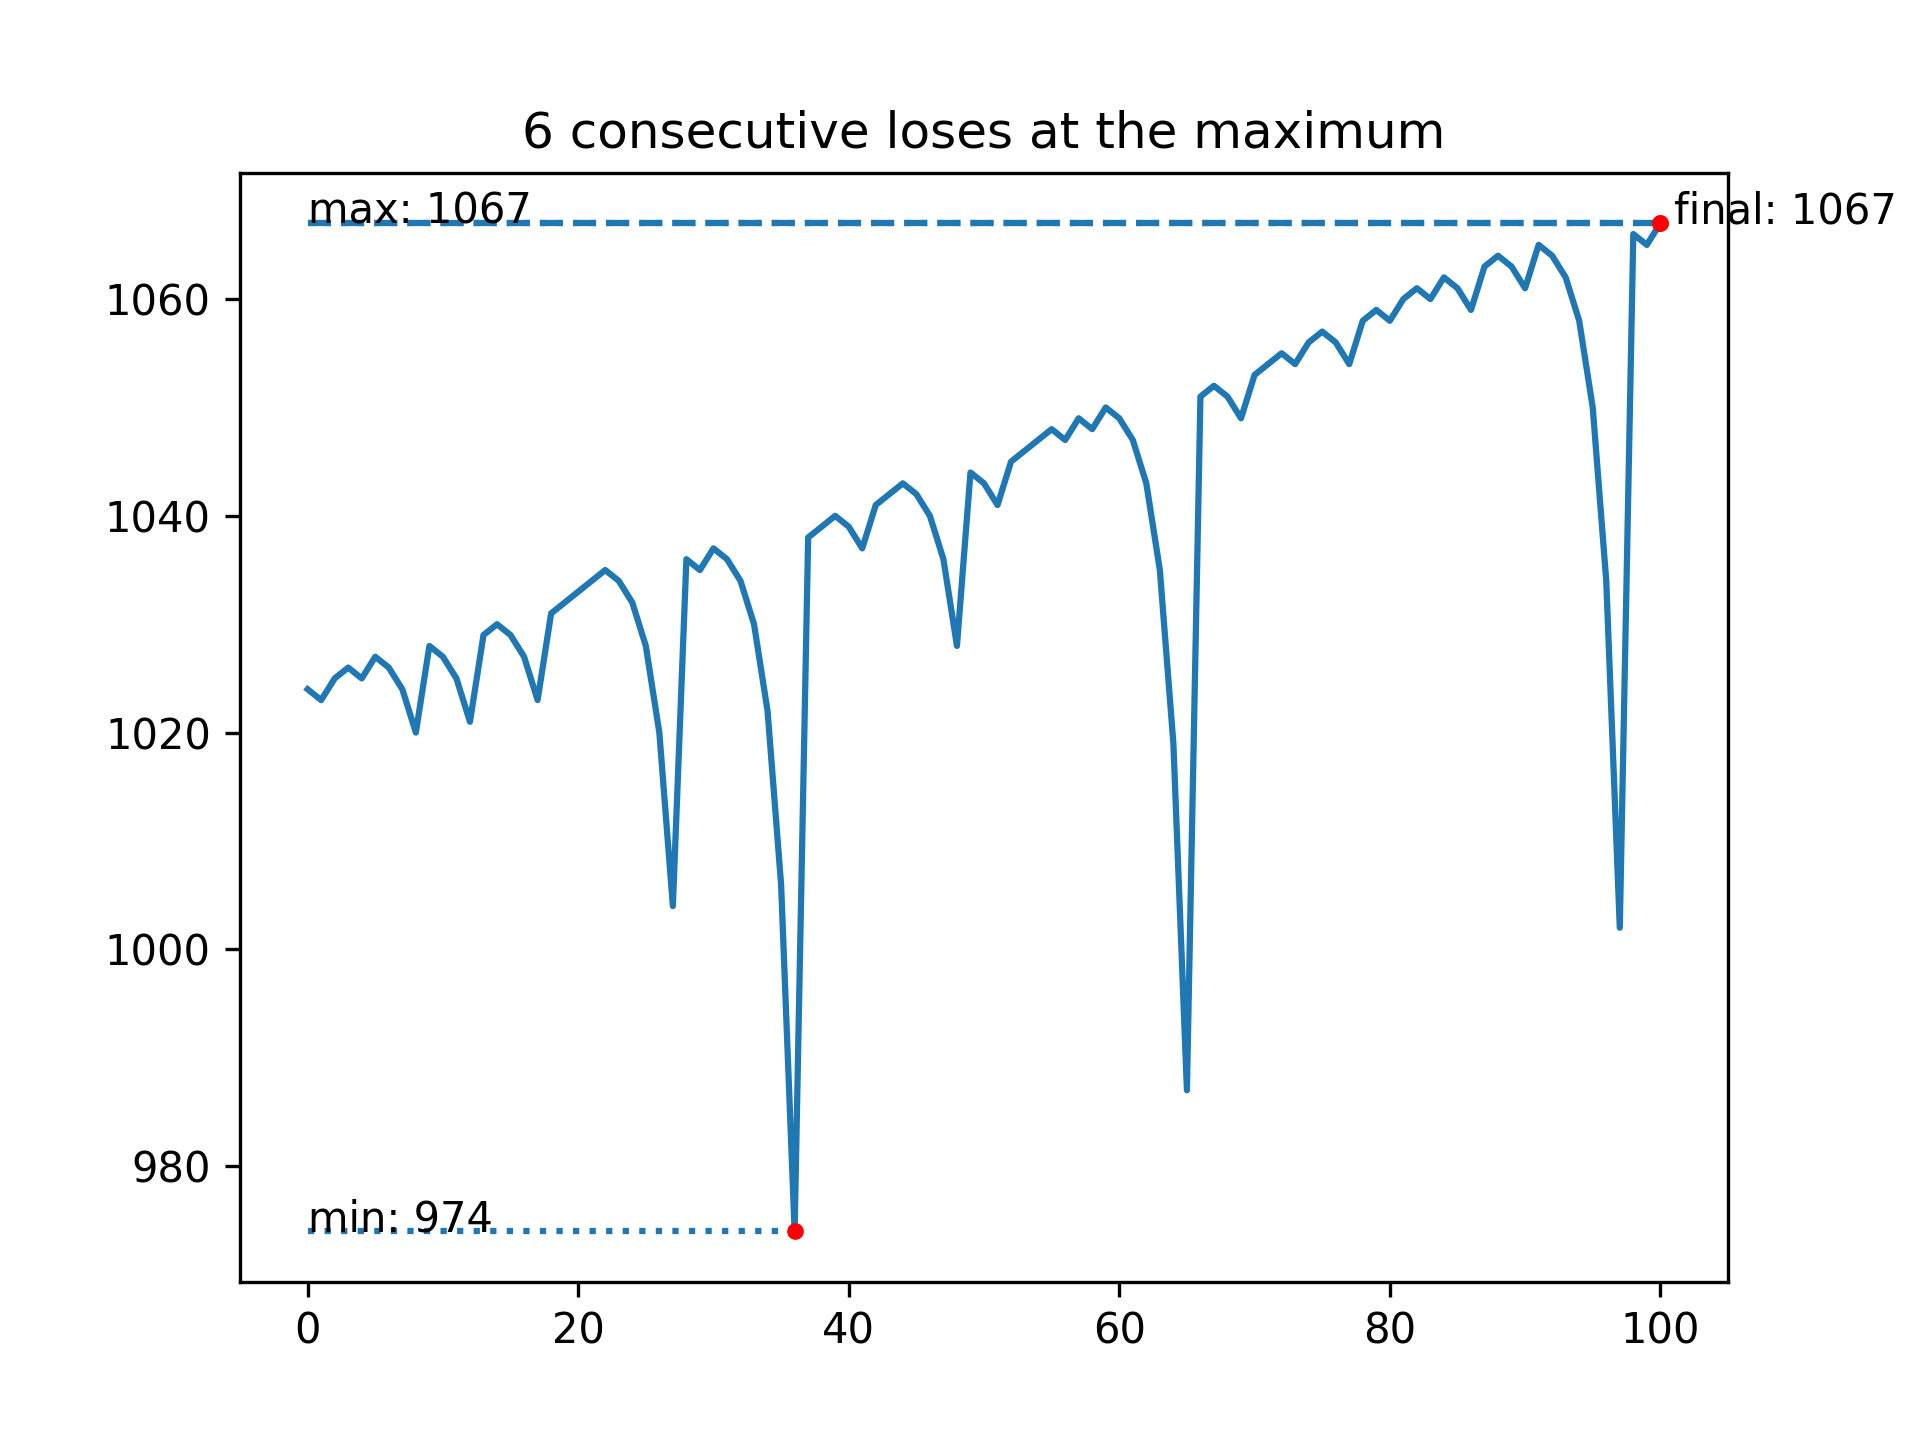 6 consecutive loses at the maximum
max: 1067
final: 1067
1060
1040
1020
1000
980
min: 974
0 20 40 60 80 100